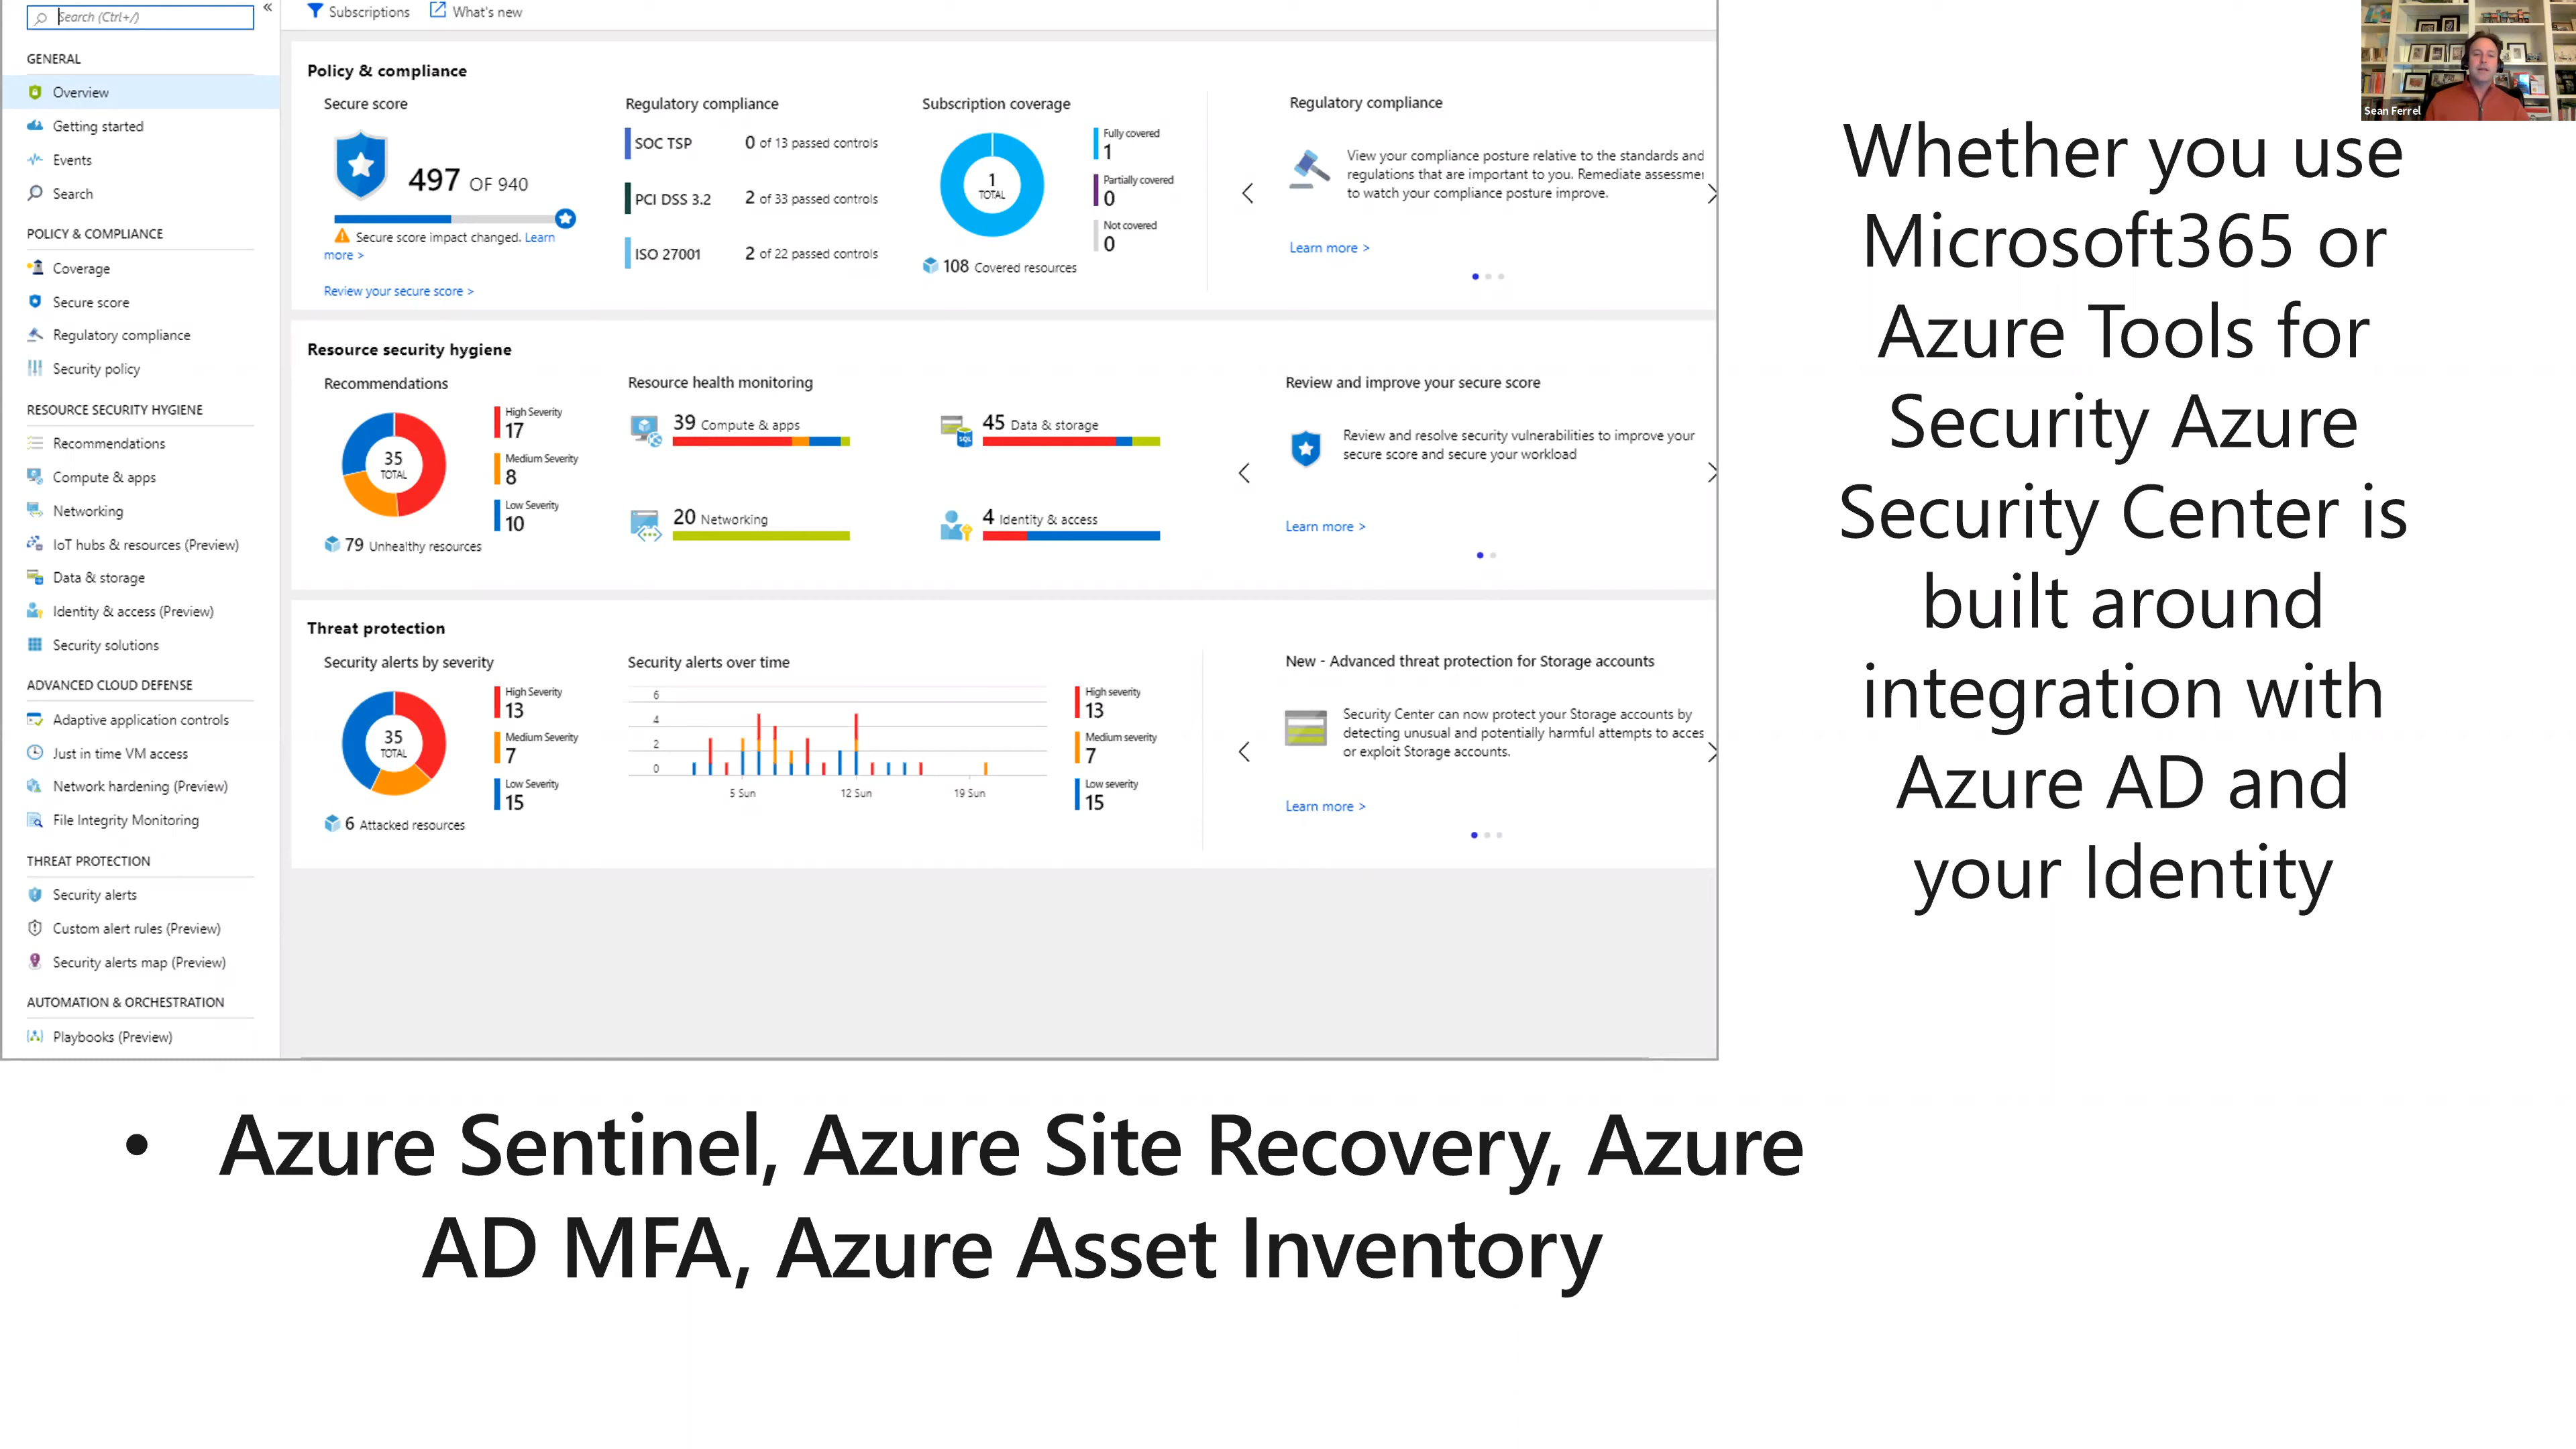 Search (Ctrl+/)
«
GENERAL
Overview
Getting started
Events
Search
POLICY & COMPLIANCE
Coverage
Secure score
Regulatory compliance
Security policy
RESOURCE SECURITY HYGIENE
Recommendations
Compute & apps
Networking
IoT hubs & resources (Preview)
Data & storage
Identity & access (Preview)
Security solutions
ADVANCED CLOUD DEFENSE
Adaptive application controls
Just in time VM access
Network hardening (Preview)
File Integrity Monitoring
THREAT PROTECTION
Security alerts
Custom alert rules (Preview)
Security alerts map (Preview)
AUTOMATION & ORCHESTRATION
Playbooks (Preview)
Subscriptions
What's new
Policy & compliance
Secure score
497 OF 940
Secure score impact changed. Learn
more >
Review your secure score >
Regulatory compliance
SOC TSP 0 of 13 passed controls
PCI DSS 3.2 2 of 33 passed controls
ISO 27001 2 of 22 passed controls
Subscription coverage
1
TOTAL
Fully covered
1
Partially covered
0
Not covered
0
108 Covered resources
Regulatory compliance
View your compliance posture relative to the standards and
regulations that are important to you. Remediate assessme
to watch your compliance posture improve.
Learn more >
Resource security hygiene
Recommendations
35
TOTAL
High Severity
17
Medium Severity
8
Low Severity
10
79 Unhealthy resources
Resource health monitoring
39 Compute & apps
45 Data & storage
SQL
20 Networking
4 Identity & access
Review and improve your secure score
Review and resolve security vulnerabilities to improve your
secure score and secure your workload
Learn more >
Threat protection
Security alerts by severity
35
TOTAL
High Severity
13
Medium Severity
7
Low Severity
15
6 Attacked resources
Security alerts over time
6
4
2
0
5 Sun
12 Sun
19 Sun
High severity
13
Medium severity
7
Low severity
15
New - Advanced threat protection for Storage accounts
Security Center can now protect your Storage accounts by
detecting unusual and potentially harmful attempts to acces
or exploit Storage accounts.
Learn more >
Sean Ferrel
Whether you use
Microsoft365 or
Azure Tools for
Security Azure
Security Center is
built around
integration with
Azure AD and
your Identity
• Azure Sentinel, Azure Site Recovery, Azure
AD MFA, Azure Asset Inventory